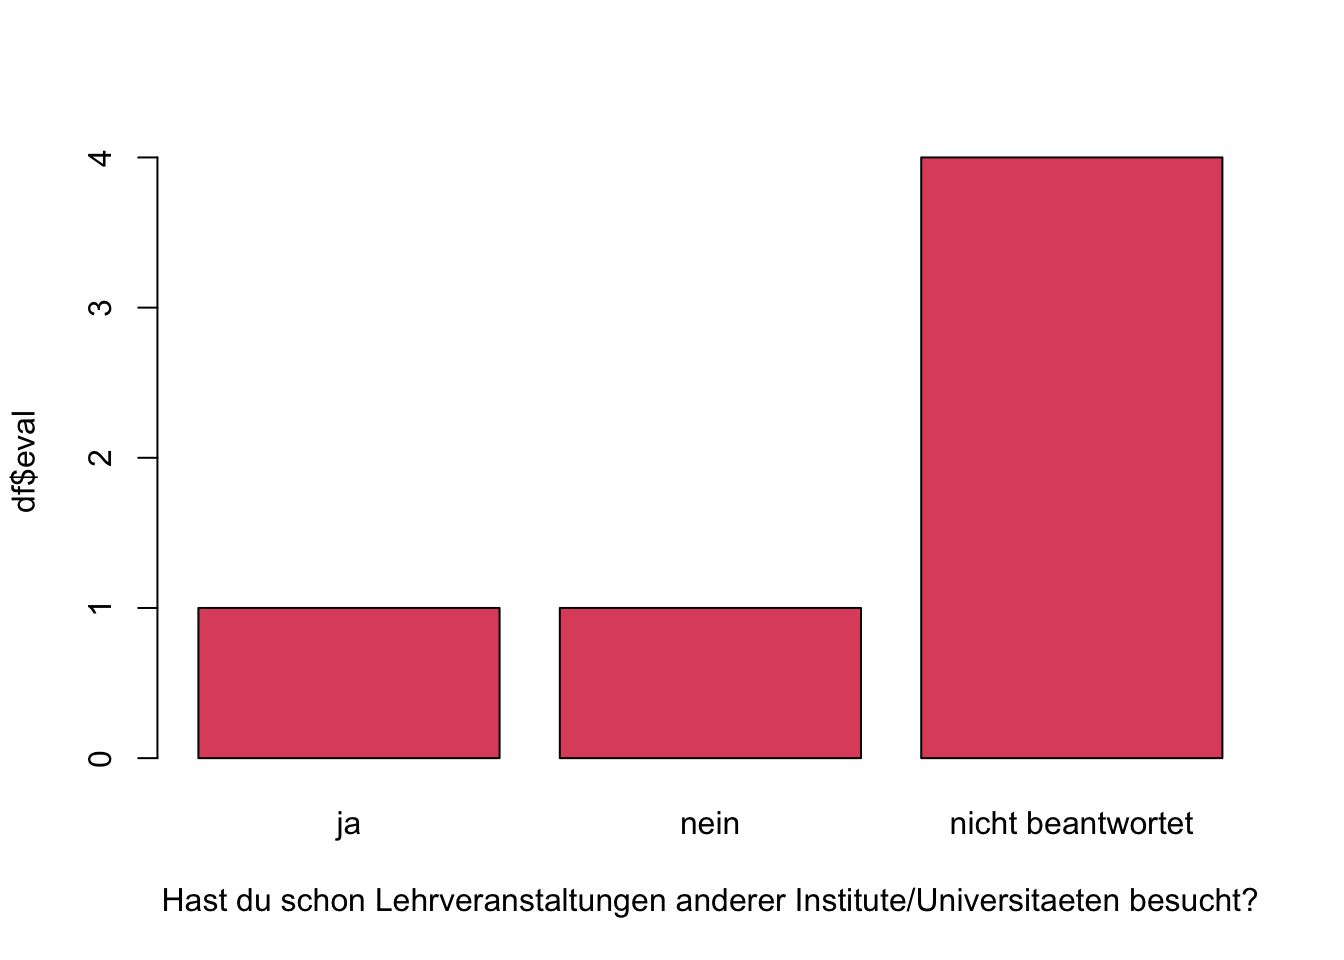 4
3
2
1
0
df$eval
ja
nein
nicht beantwortet
Hast du schon Lehrveranstaltungen anderer Institute/Universitaeten besucht?